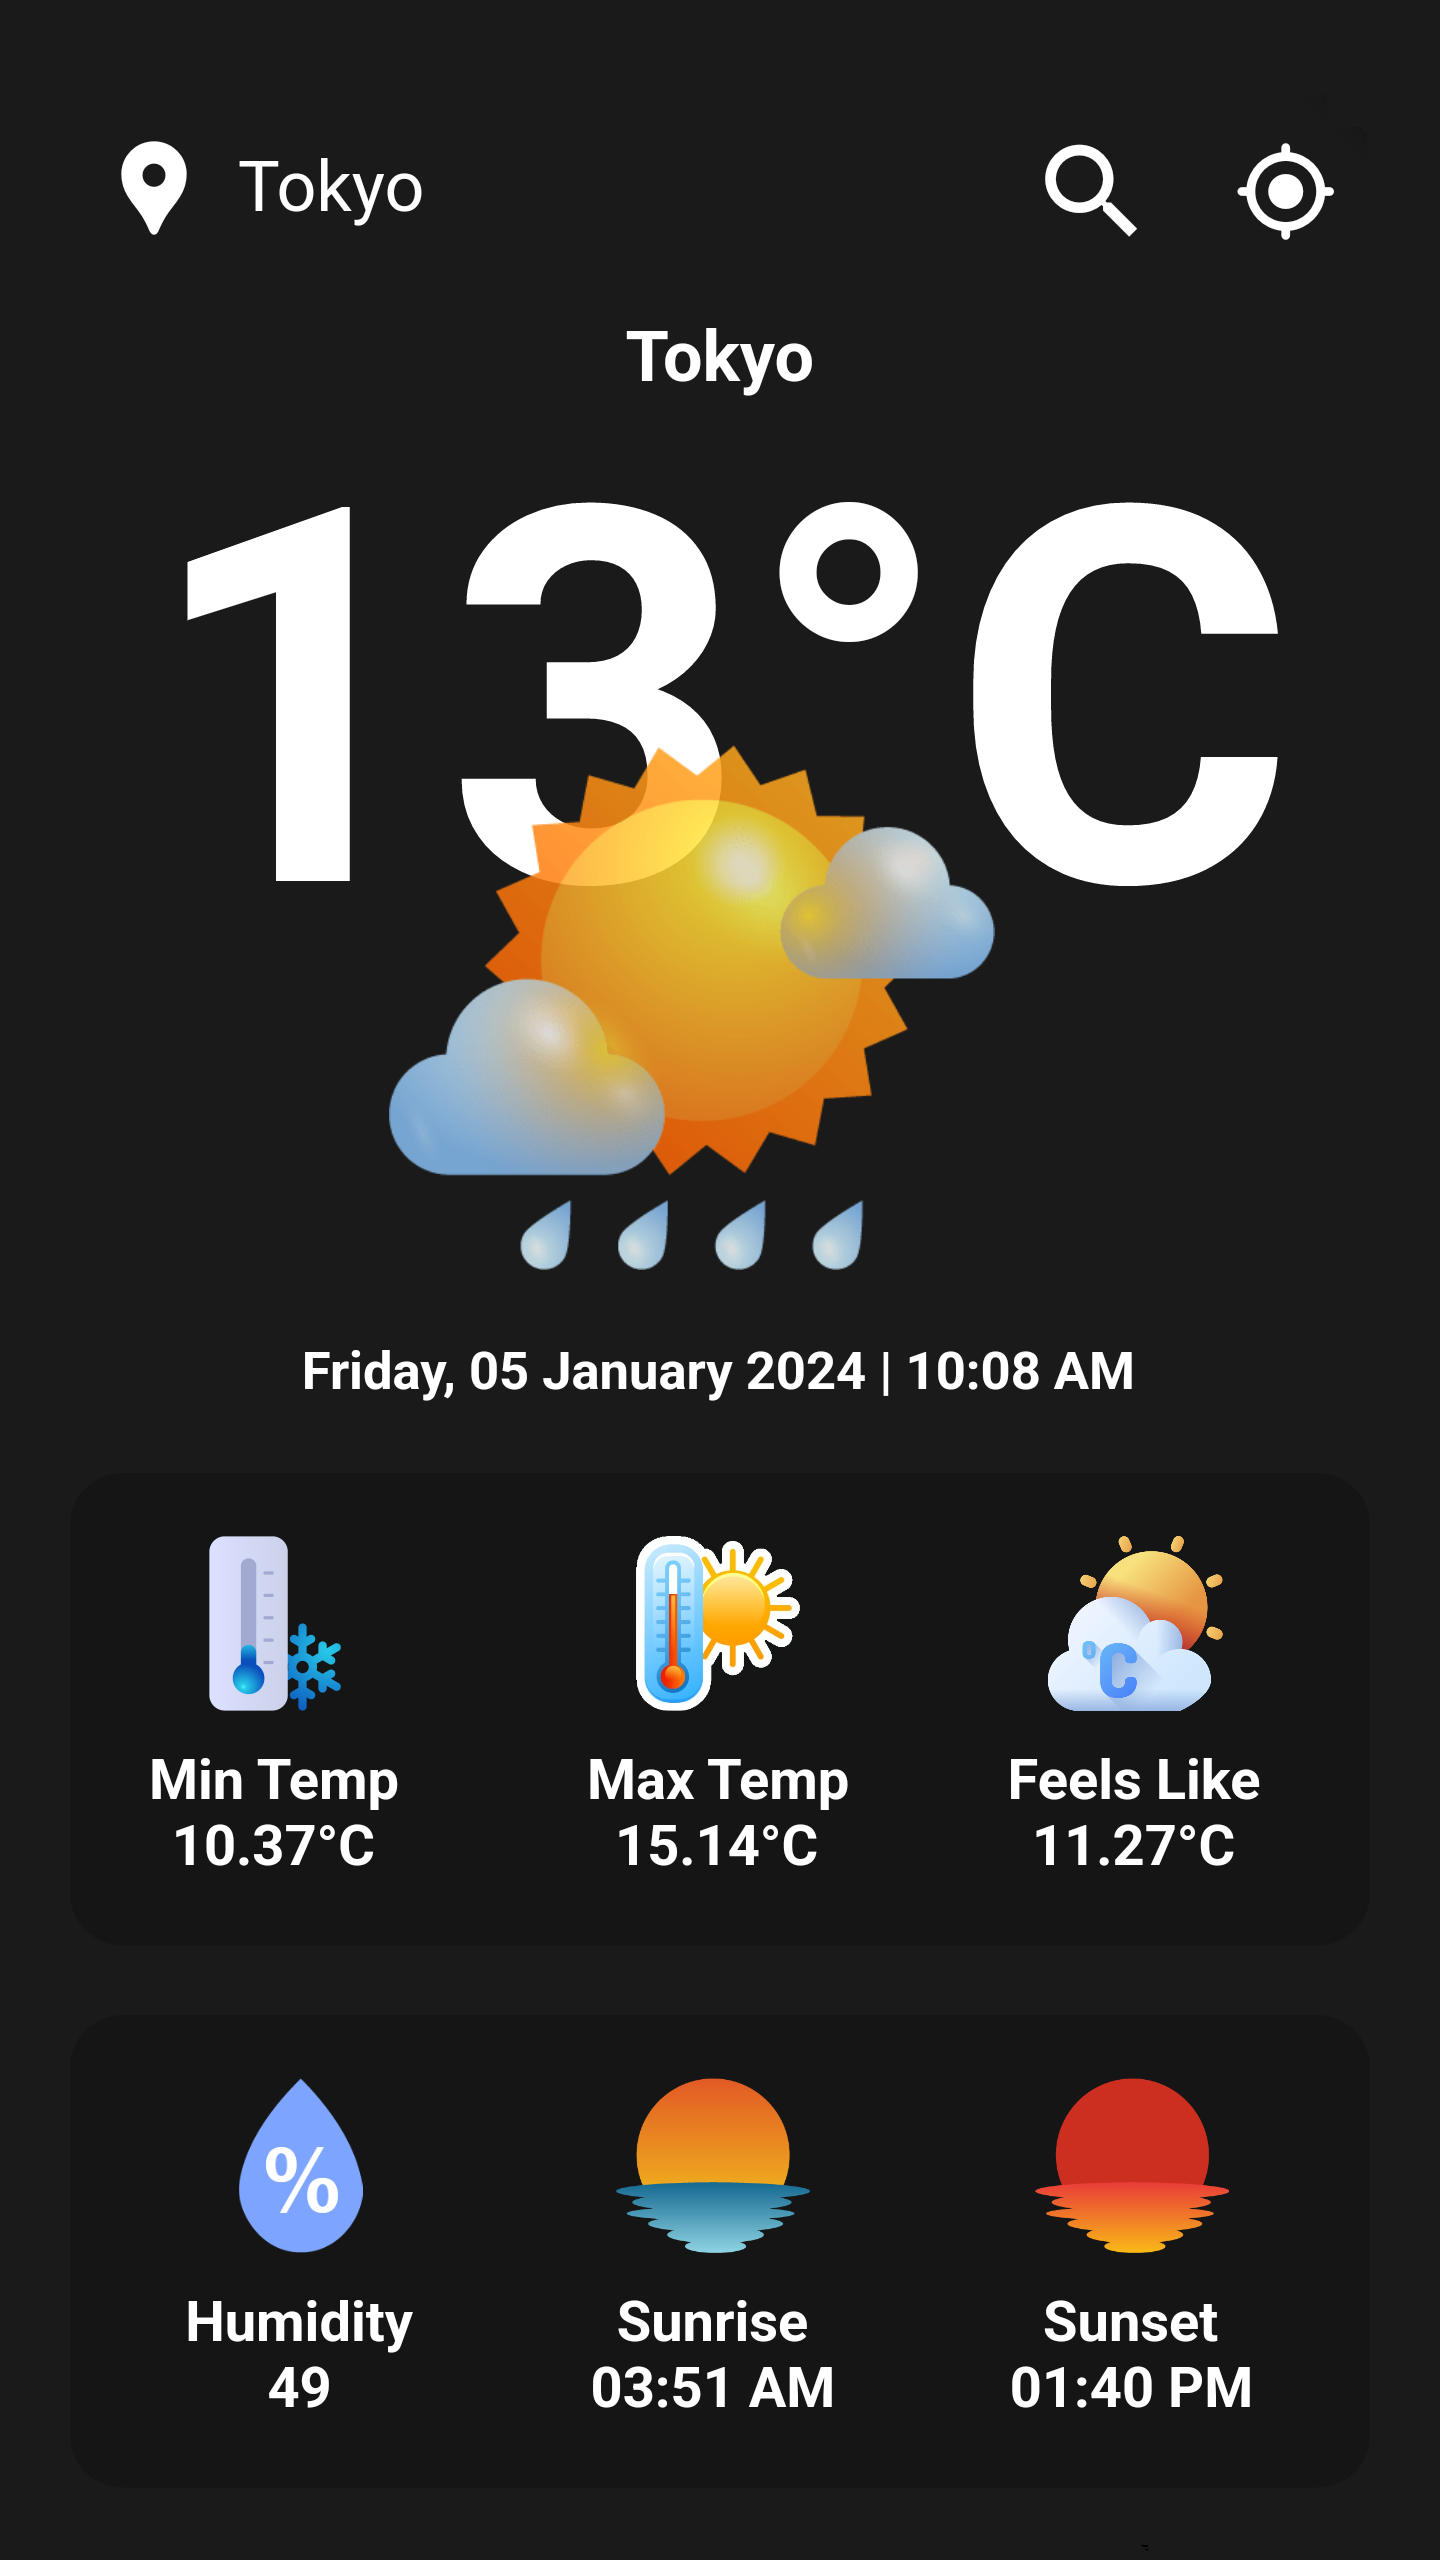 Tokyo
Tokyo
13°C
Friday, 05 January 2024 | 10:08 AM
°C
Min Temp
10.37°C
Max Temp
15.14°C
Feels Like
11.27°C
%
Humidity
49
Sunrise
03:51 AM
Sunset
01:40 PM